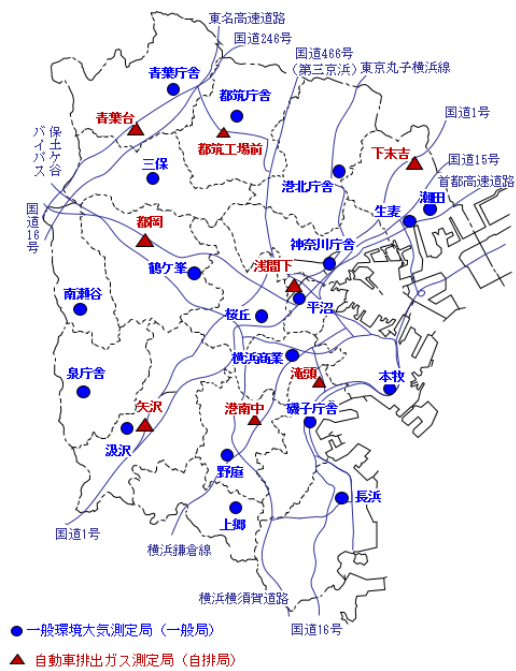 東名高速道路
国道246号
国道466号
(第三京浜)
東京丸子横浜線
青葉庁舎
都筑庁舎
国道1号
青葉台
都筑工場前
保土ケ谷
バイパス
三保
港北庁舎
下末吉
国道15号
首都高速道路
国道
16
号
都岡
生麦
潮田
鶴ケ峯
神奈川庁舎
浅間下
南瀬谷
桜丘
平沼
横浜商業
泉庁舎
滝頭
本牧
矢沢
港南中
磯子庁舎
汲沢
野庭
長浜
上郷
国道1号
横浜鎌倉線
横浜横須賀道路
国道16号
一般環境大気測定局(一般局)
自動車排出ガス測定局(自排局)